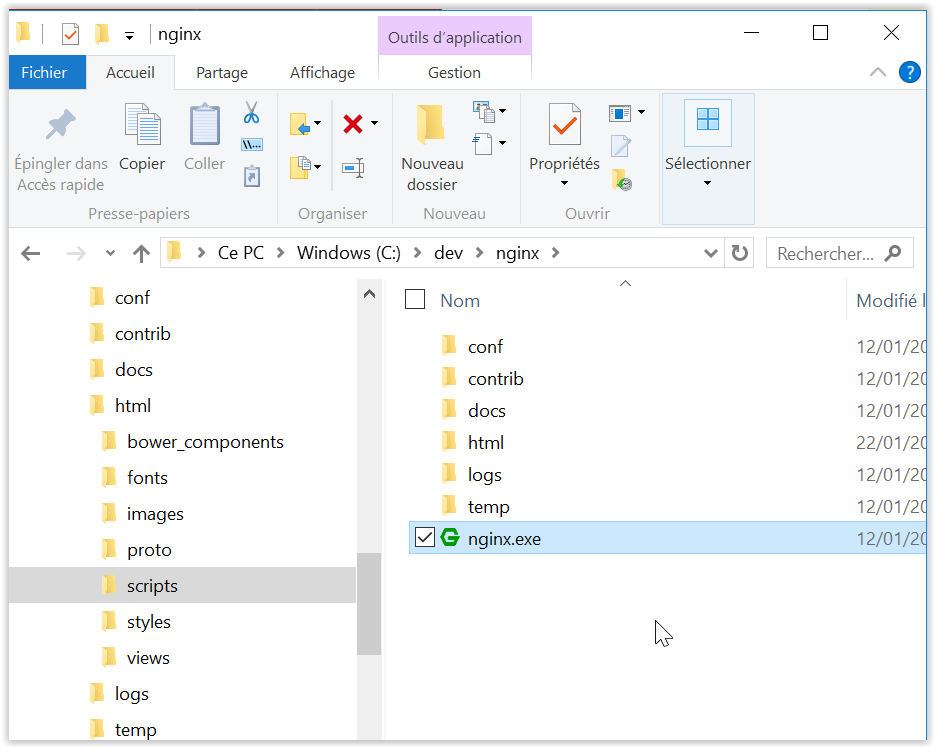 nginx
Outils d'application
Fichier
Accueil
Partage
Affichage
Gestion
?
Épingler dans
Accès rapide
Copier
Coller
Nouveau
dossier
Propriétés
Sélectionner
Presse-papiers
Organiser
Nouveau
Ouvrir
Ce PC
Windows (C:)
dev
nginx
Rechercher...
conf
contrib
docs
html
bower_components
fonts
images
proto
scripts
styles
views
logs
temp
Nom
Modifié l
conf
12/01/20
contrib
12/01/20
docs
12/01/20
html
22/01/20
logs
12/01/20
temp
12/01/20
nginx.exe
12/01/20